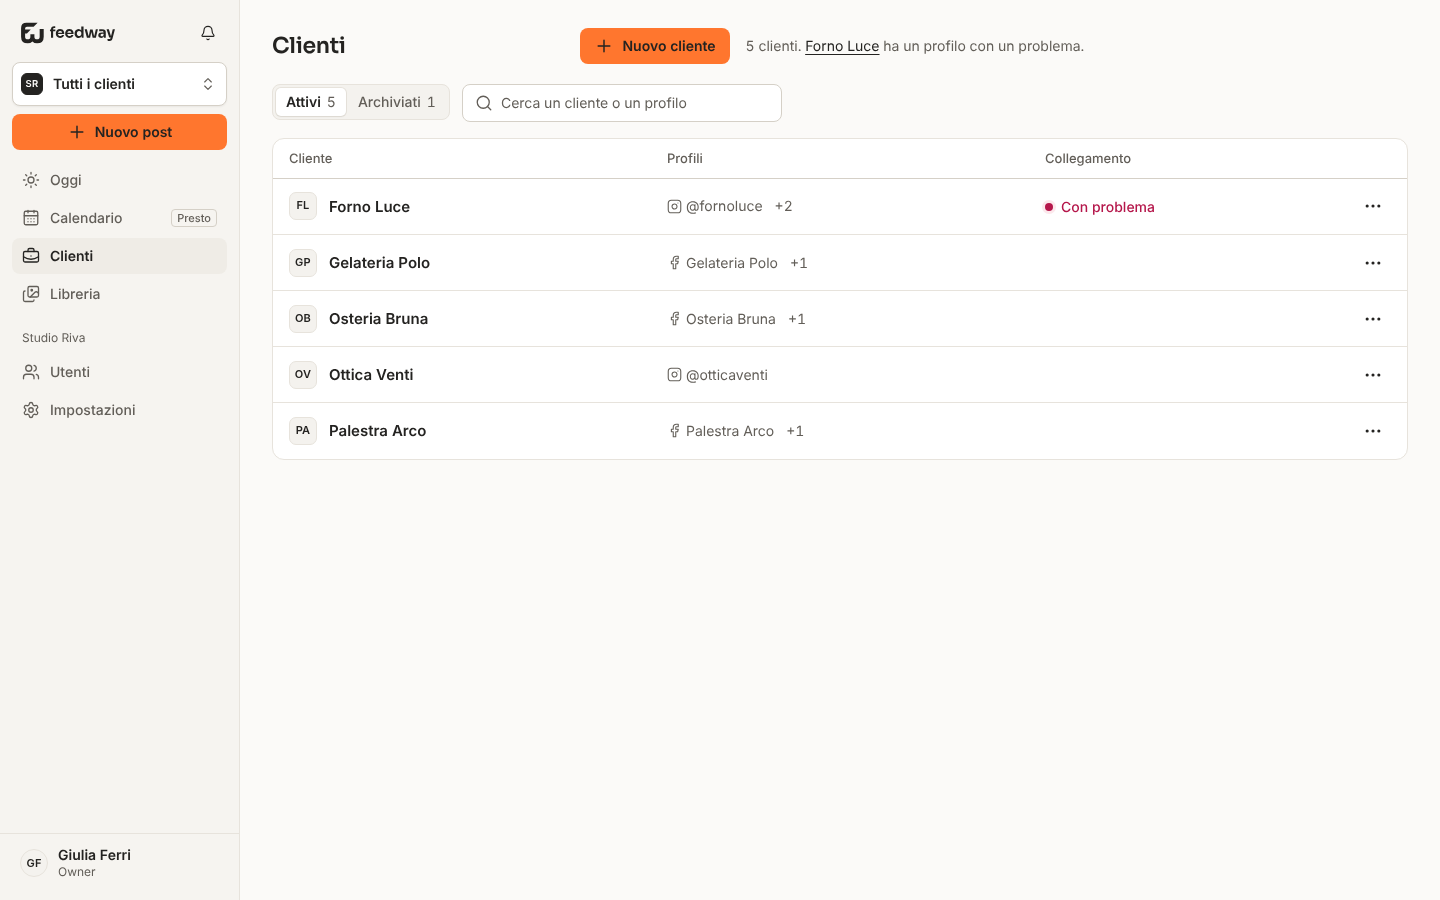 feedway
SR Tutti i clienti
Nuovo post
Oggi
Calendario Presto
Clienti
Libreria
Studio Riva
Utenti
Impostazioni
GF Giulia Ferri
Owner
Clienti
Nuovo cliente
5 clienti. Forno Luce ha un profilo con un problema.
Attivi 5 Archiviati 1
Cerca un cliente o un profilo
Cliente Profili Collegamento
FL Forno Luce @fornoluce +2 Con problema
GP Gelateria Polo Gelateria Polo +1
OB Osteria Bruna Osteria Bruna +1
OV Ottica Venti @otticaventi
PA Palestra Arco Palestra Arco +1